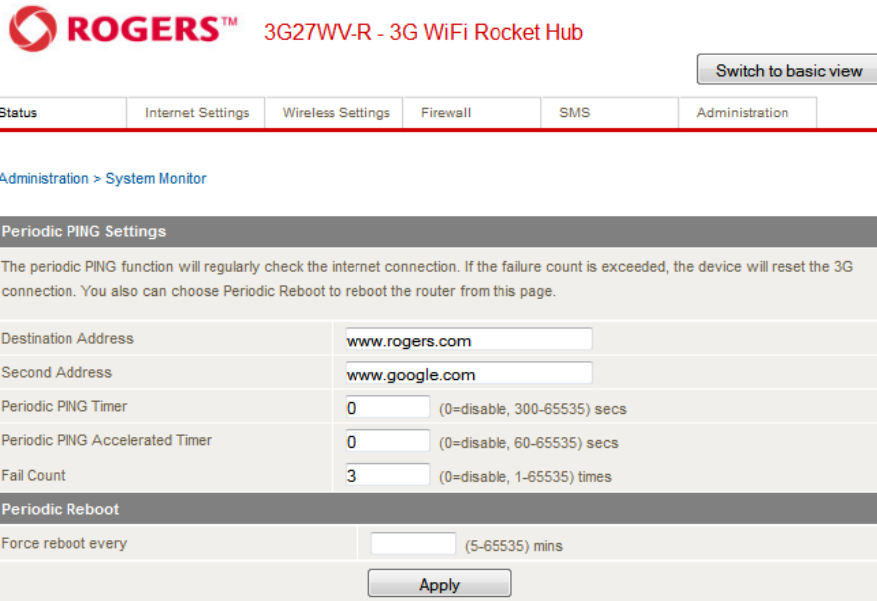 ROGERS™ 3G27WV-R - 3G WiFi Rocket Hub
Switch to basic view
Status Internet Settings Wireless Settings Firewall SMS Administration
Administration > System Monitor
Periodic PING Settings
The periodic PING function will regularly check the internet connection. If the failure count is exceeded, the device will reset the 3G
connection. You also can choose Periodic Reboot to reboot the router from this page.
Destination Address www.rogers.com
Second Address www.google.com
Periodic PING Timer 0 (0=disable, 300-65535) secs
Periodic PING Accelerated Timer 0 (0=disable, 60-65535) secs
Fail Count 3 (0=disable, 1-65535) times
Periodic Reboot
Force reboot every (5-65535) mins
Apply